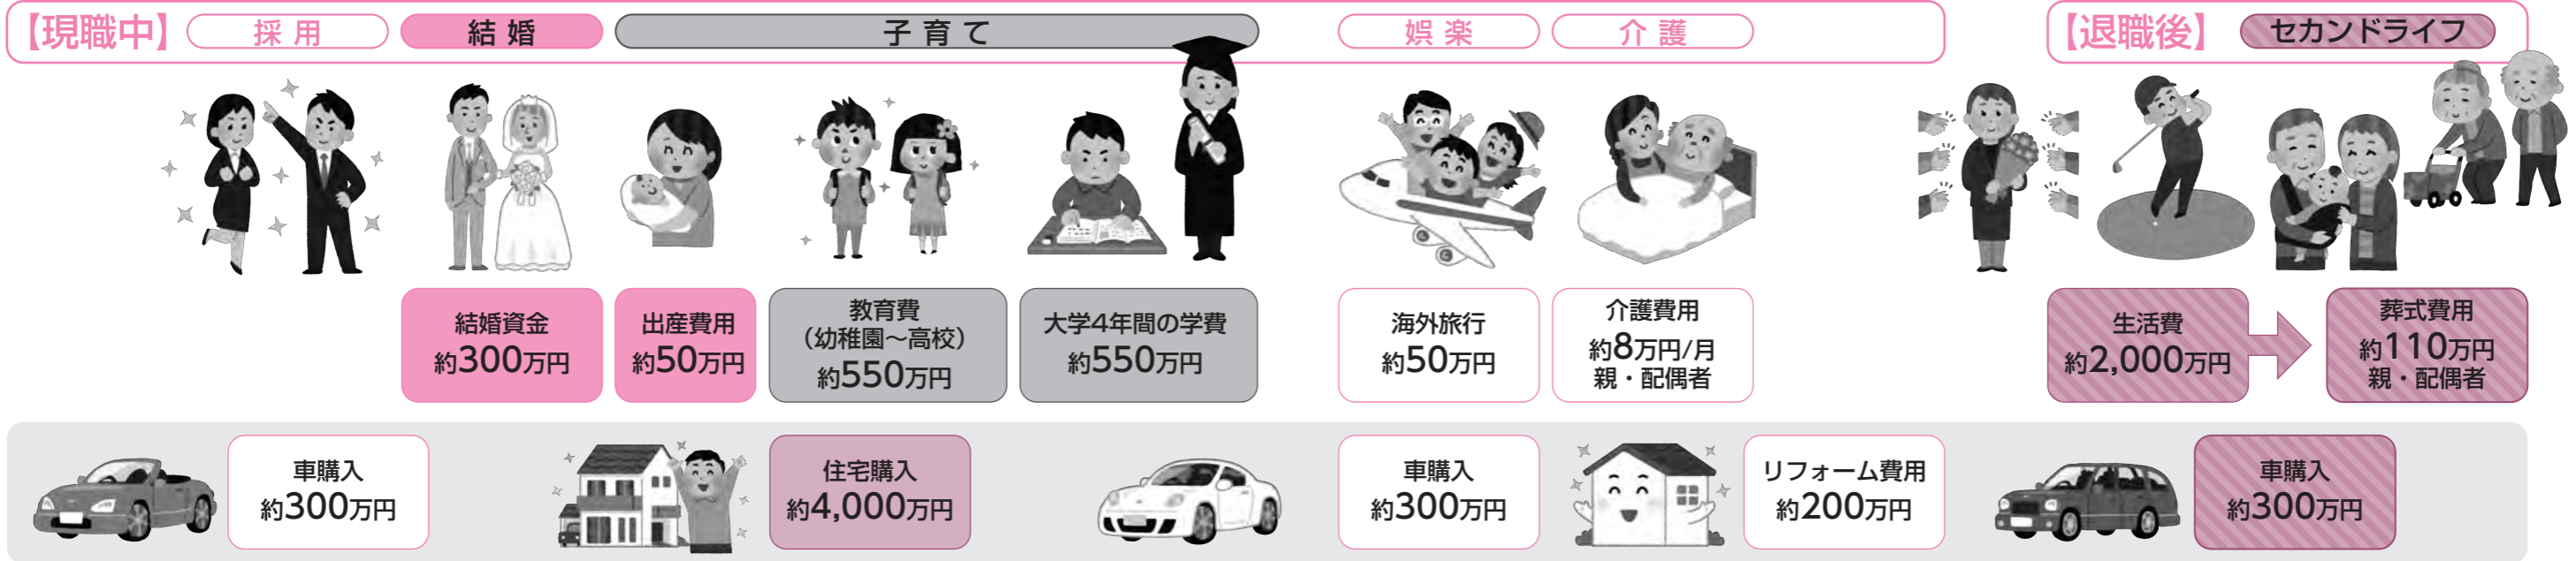 【現職中】
採用
結婚
子育て
娯楽
介護
【退職後】
セカンドライフ
結婚資金
約300万円
出産費用
約50万円
教育費
（幼稚園～高校）
約550万円
大学4年間の学費
約550万円
海外旅行
約50万円
介護費用
約8万円/月
親・配偶者
生活費
約2,000万円
葬式費用
約110万円
親・配偶者
車購入
約300万円
住宅購入
約4,000万円
車購入
約300万円
リフォーム費用
約200万円
車購入
約300万円